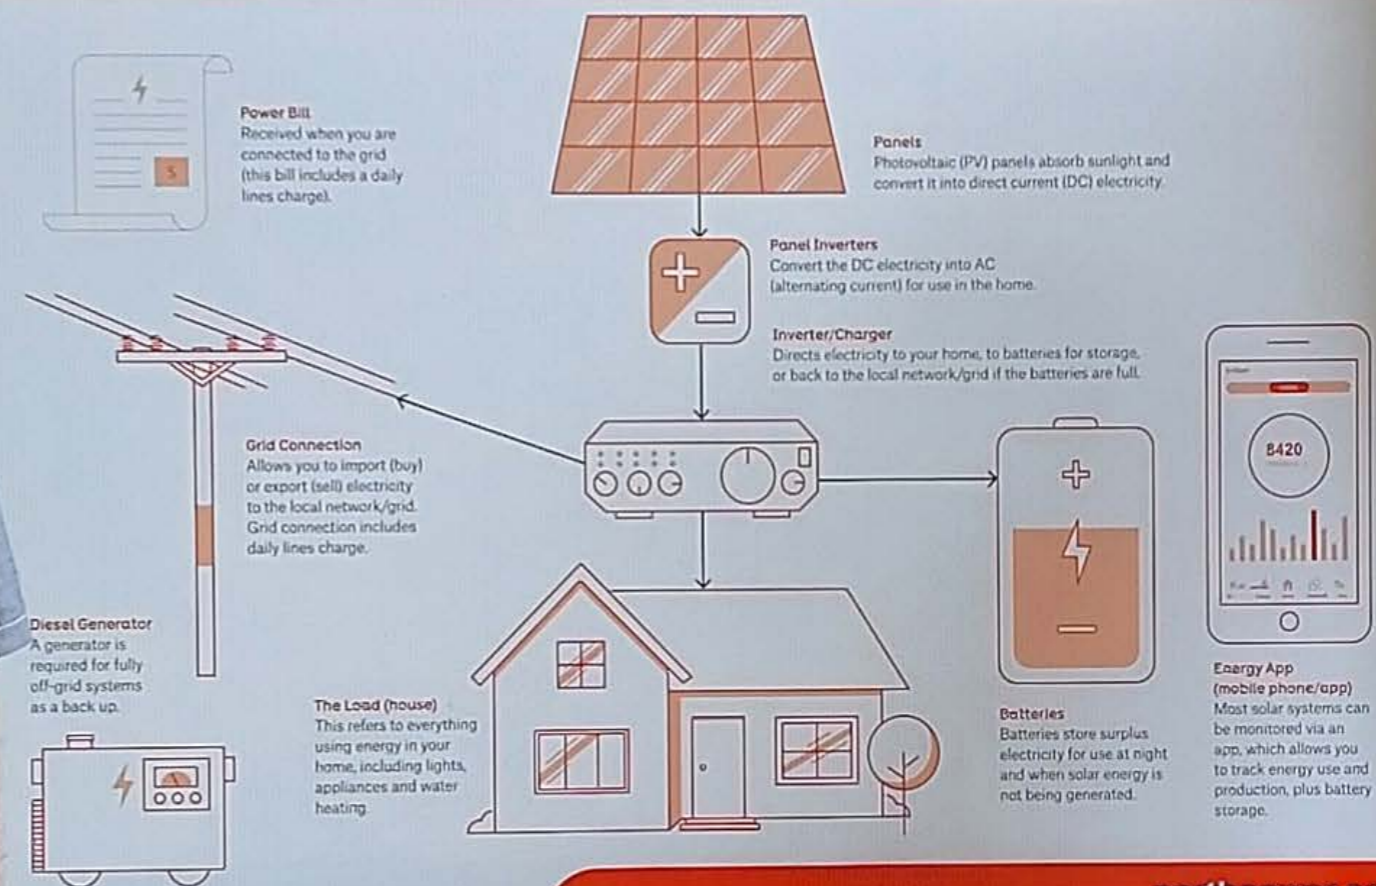 Power Bill
Received when you are
connected to the grid
(this bill includes a daily
lines charge).
$
Panels
Photovoltaic (PV) panels absorb sunlight and
convert it into direct current (DC) electricity.
Panel Inverters
Convert the DC electricity into AC
(alternating current) for use in the home.
Inverter/Charger
Directs electricity to your home, to batteries for storage,
or back to the local network/grid if the batteries are full.
Grid Connection
Allows you to import (buy)
or export (sell) electricity
to the local network/grid.
Grid connection includes
daily lines charge.
8420
Diesel Generator
A generator is
required for fully
off-grid systems
as a back up.
The Load (house)
This refers to everything
using energy in your
home, including lights,
appliances and water
heating.
Batteries
Batteries store surplus
electricity for use at night
and when solar energy is
not being generated.
Energy App
(mobile phone/app)
Most solar systems can
be monitored via an
app, which allows you
to track energy use and
production, plus battery
storage.